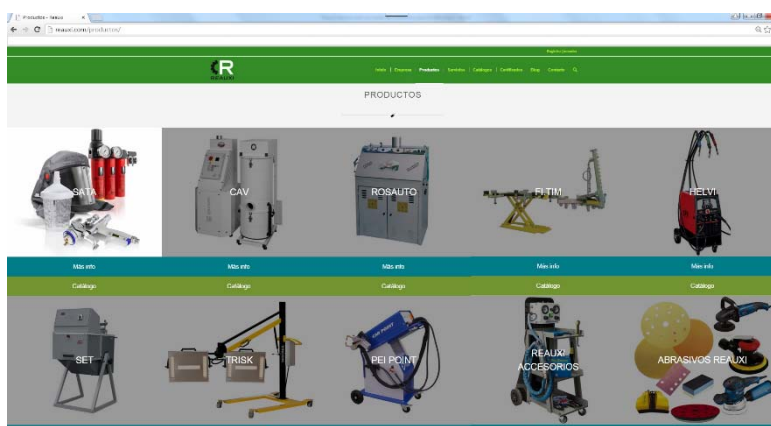 Productos - Reauxi
reauxi.com/productos/
R
REAUXI
Inicio | Empresa | Productos | Servicios | Catálogos | Certificados Blog Contacto
PRODUCTOS
SATA
CAV
ROSAUTO
HELVI
Más info
Más info
Más info
Más info
Más info
Catálogo
Catálogo
Catálogo
Catálogo
Catálogo
SET
TRISK
PEI POINT
REAUXI
ACCESORIOS
ABRASIVOS REAUXI